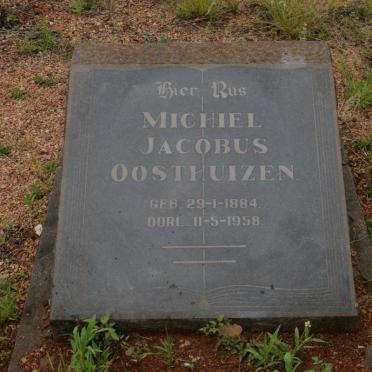 Hier Rus
MICHIEL
JACOBUS
OOSTHUIZEN
GEB. 29-1-1884.
OORL. 11-5-1958.